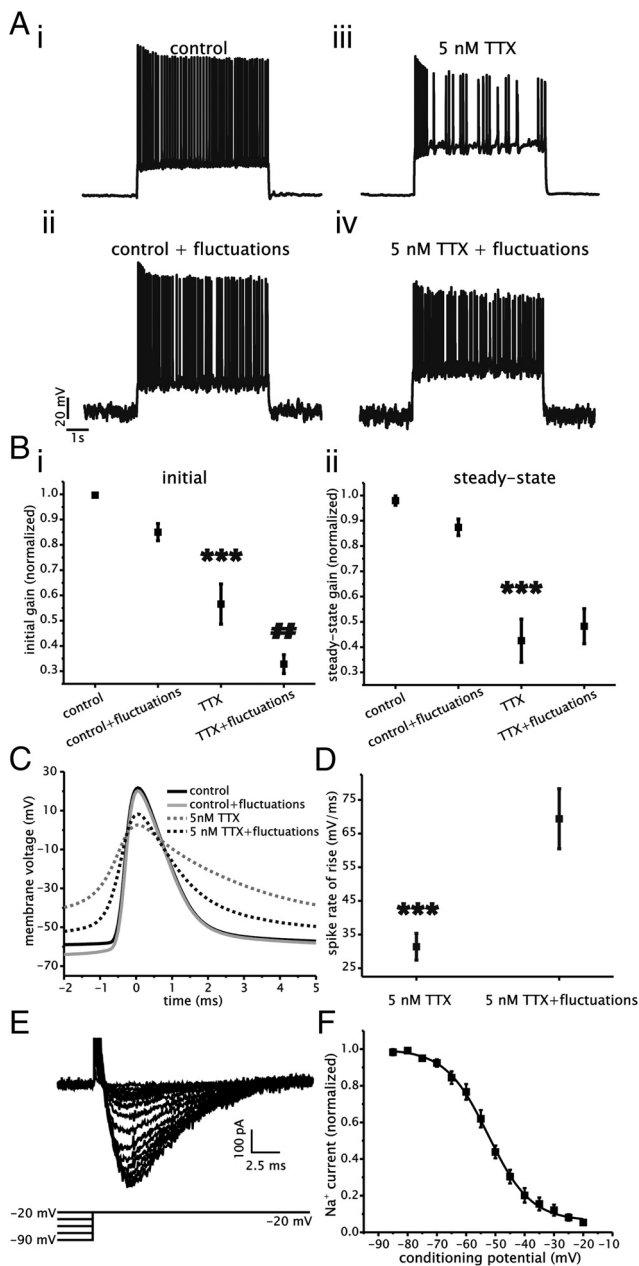 A
i
control
iii
5 nM TTX
ii
control + fluctuations
iv
5 nM TTX + fluctuations
20 mV
1s
B
i
initial
initial gain (normalized)
1.0
0.9
0.8
0.7
0.6
0.5
0.4
0.3
***
##
control
control+fluctuations
TTX
TTX+fluctuations
ii
steady-state
steady-state gain (normalized)
1.0
0.9
0.8
0.7
0.6
0.5
0.4
0.3
***
control
control+fluctuations
TTX
TTX+fluctuations
C
membrane voltage (mV)
30
10
-10
-30
-50
-70
control
control+fluctuations
5nM TTX
5 nM TTX+fluctuations
-2 -1 0 1 2 3 4 5
time (ms)
D
spike rate of rise (mV/ms)
75
65
55
45
35
25
***
5 nM TTX
5 nM TTX+fluctuations
E
100 pA
2.5 ms
-20 mV
-90 mV
-20 mV
F
Na+ current (normalized)
1.0
0.8
0.6
0.4
0.2
0.0
-90 -80 -70 -60 -50 -40 -30 -20 -10
conditioning potential (mV)